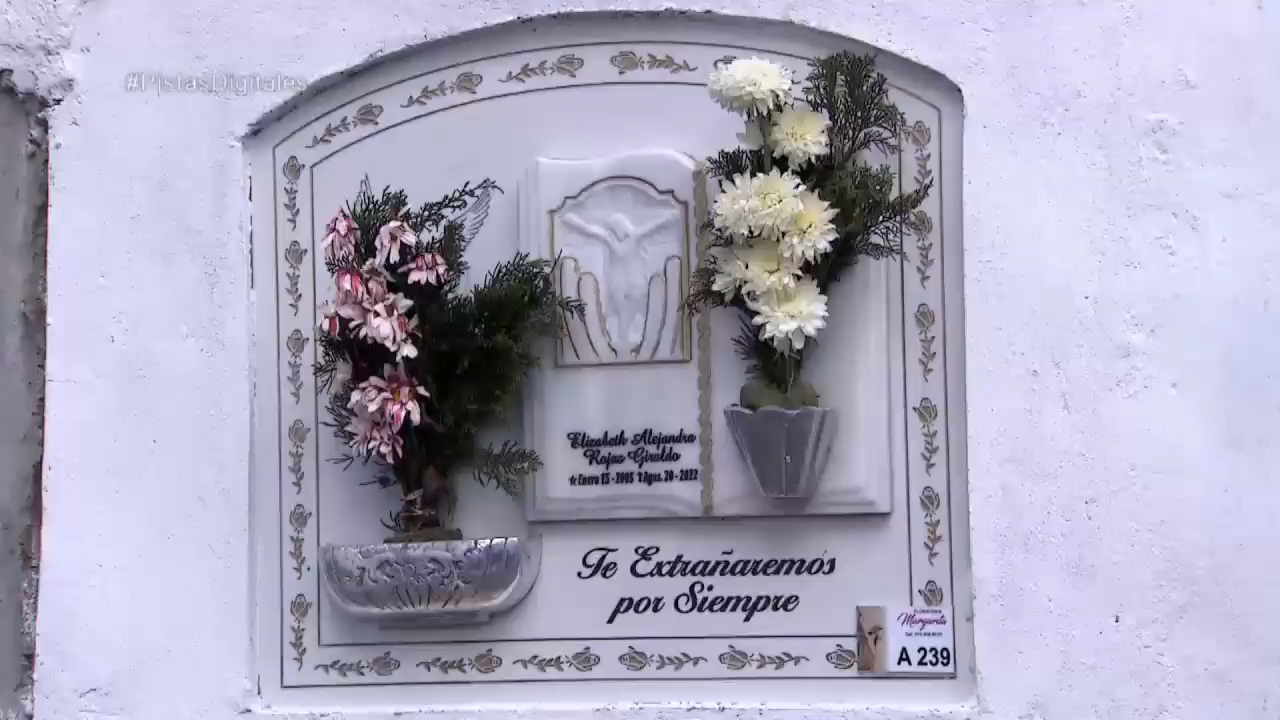 #PistasDigitales
Elizabeth Alejandra
Rojas Giraldo
Enero 15 - 2005 Agos. 20 - 2022
Te Extrañaremos
por Siempre
Margarita
A 239